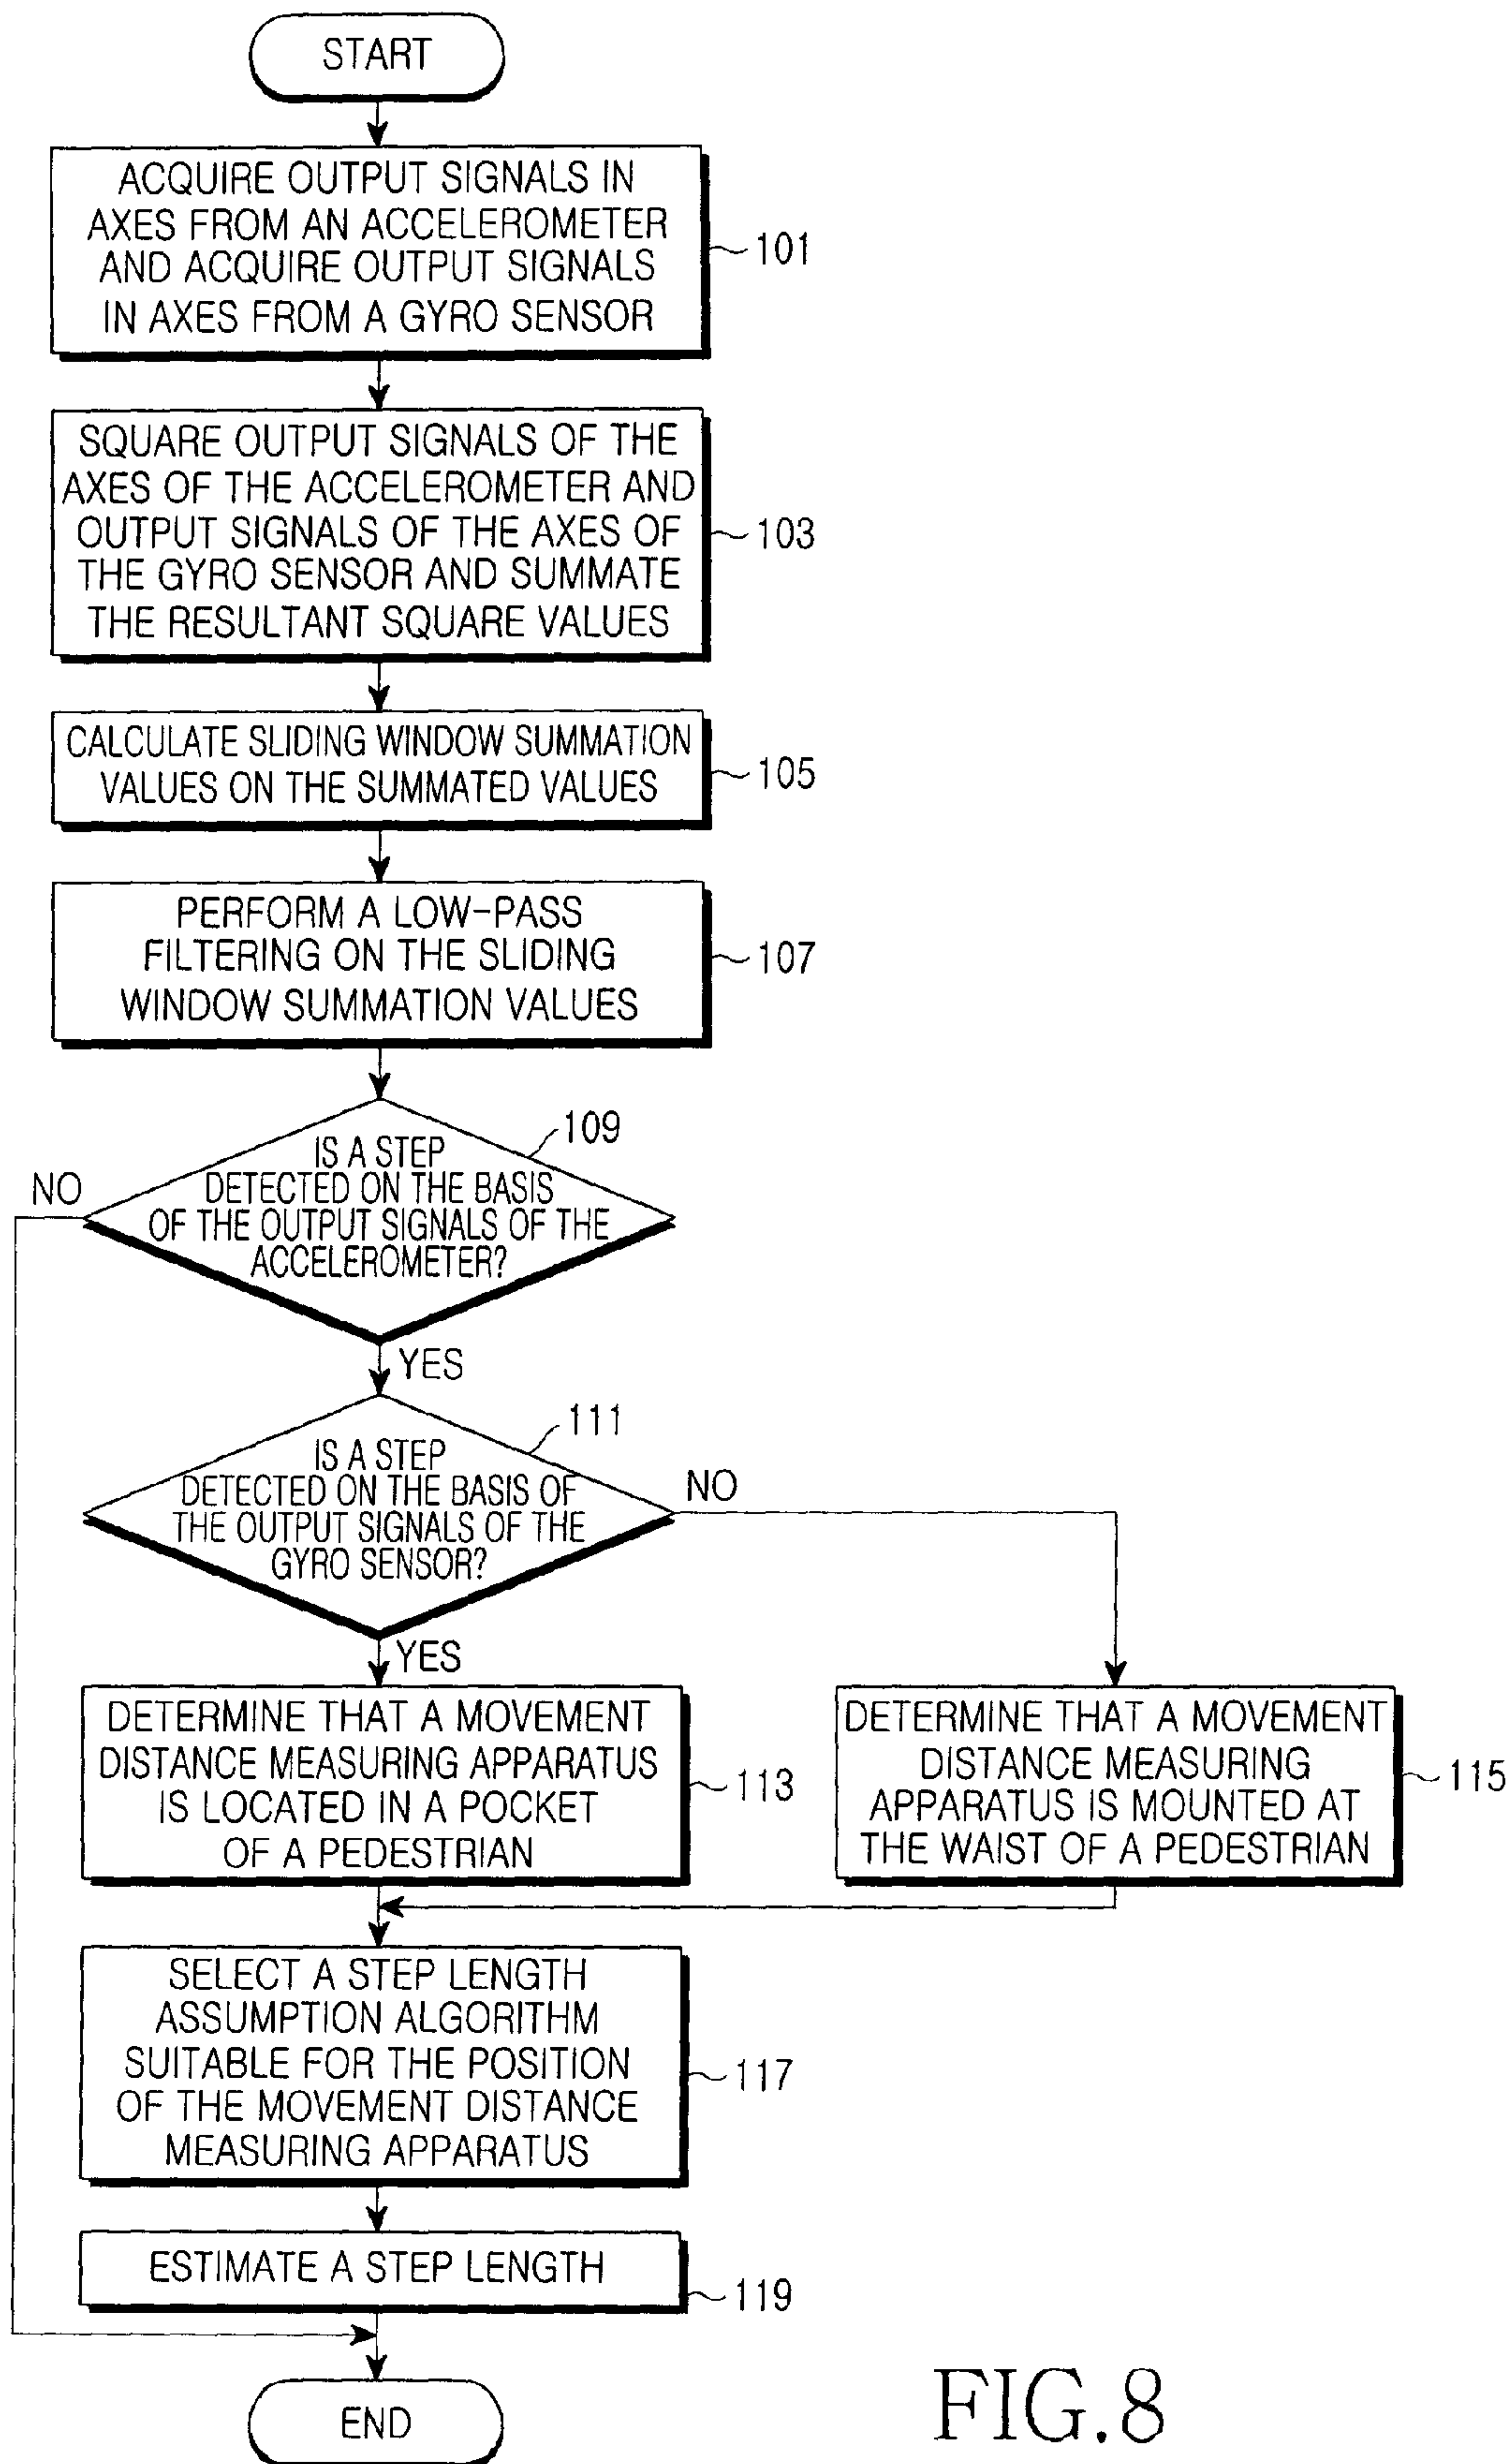 START
ACQUIRE OUTPUT SIGNALS IN
AXES FROM AN ACCELEROMETER
AND ACQUIRE OUTPUT SIGNALS
IN AXES FROM A GYRO SENSOR
101
SQUARE OUTPUT SIGNALS OF THE
AXES OF THE ACCELEROMETER AND
OUTPUT SIGNALS OF THE AXES OF
THE GYRO SENSOR AND SUMMATE
THE RESULTANT SQUARE VALUES
103
CALCULATE SLIDING WINDOW SUMMATION
VALUES ON THE SUMMATED VALUES
105
PERFORM A LOW-PASS
FILTERING ON THE SLIDING
WINDOW SUMMATION VALUES
107
109
IS A STEP
DETECTED ON THE BASIS
OF THE OUTPUT SIGNALS OF THE
ACCELEROMETER?
NO
YES
111
IS A STEP
DETECTED ON THE BASIS OF
THE OUTPUT SIGNALS OF THE
GYRO SENSOR?
NO
YES
DETERMINE THAT A MOVEMENT
DISTANCE MEASURING APPARATUS
IS LOCATED IN A POCKET
OF A PEDESTRIAN
113
DETERMINE THAT A MOVEMENT
DISTANCE MEASURING
APPARATUS IS MOUNTED AT
THE WAIST OF A PEDESTRIAN
115
SELECT A STEP LENGTH
ASSUMPTION ALGORITHM
SUITABLE FOR THE POSITION
OF THE MOVEMENT DISTANCE
MEASURING APPARATUS
117
ESTIMATE A STEP LENGTH
119
END
FIG.8